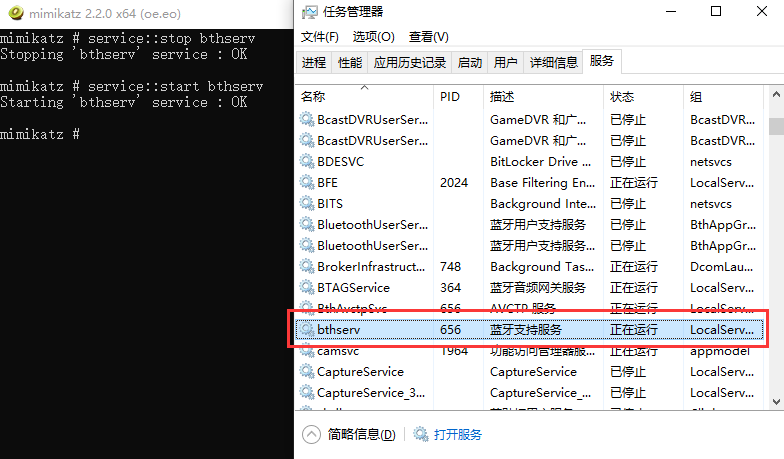 mimikatz 2.2.0 x64 (oe.eo)
mimikatz # service::stop bthserv
Stopping 'bthserv' service : OK
mimikatz # service::start bthserv
Starting 'bthserv' service : OK
mimikatz #
任务管理器
文件(F) 选项(O) 查看(V)
进程 性能 应用历史记录 启动 用户 详细信息 服务
名称 PID 描述 状态 组
BcastDVRUserSer... GameDVR 和广... 已停止 BcastDVR...
BcastDVRUserSer... GameDVR 和广... 已停止 BcastDVR...
BDESVC BitLocker Drive ... 已停止 netsvcs
BFE 2024 Base Filtering En... 正在运行 LocalServ...
BITS Background Inte... 已停止 netsvcs
BluetoothUserSer... 蓝牙用户支持服务 已停止 BthAppGr...
BluetoothUserSer... 蓝牙用户支持服务 已停止 BthAppGr...
BrokerInfrastruct... 748 Background Tas... 正在运行 DcomLau...
BTAGService 364 蓝牙音频网关服务 正在运行 LocalServ...
BthAvctpSvc 656 AVCTP 服务 正在运行 LocalServ...
bthserv 656 蓝牙支持服务 正在运行 LocalServ...
camsvc 1964 功能访问管理器服... 正在运行 appmodel
CaptureService CaptureService 已停止 LocalServ...
CaptureService_3... CaptureService_... 已停止 LocalServ...
简略信息(D) 打开服务